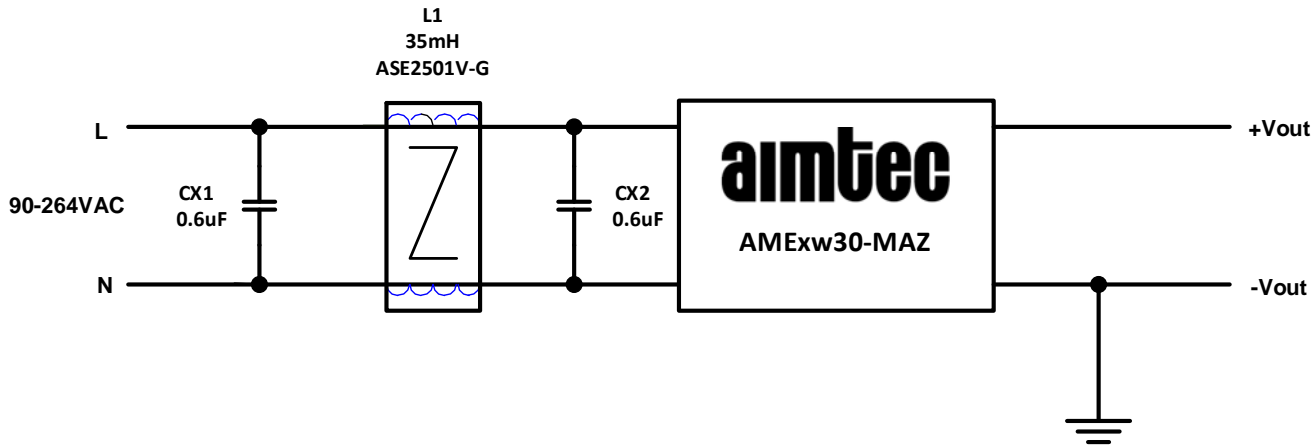 L1
35mH
ASE2501V-G
L
+Vout
aimtec
90-264VAC
CX1
0.6uF
CX2
0.6uF
AMExw30-MAZ
N
-Vout